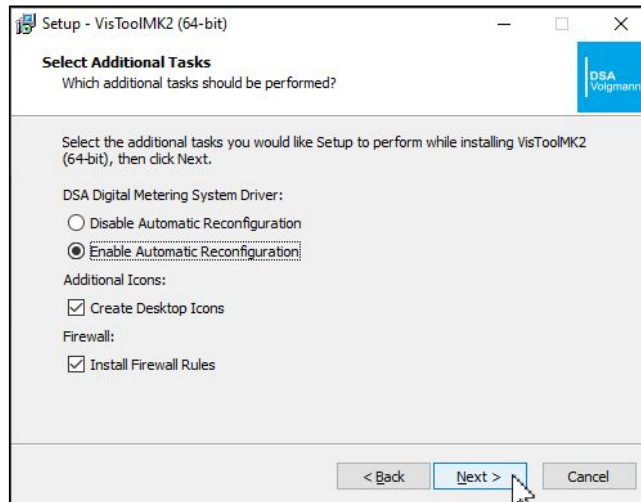 Setup - VisToolMK2 (64-bit)
Select Additional Tasks
Which additional tasks should be performed?
DSA
Volgmann
Select the additional tasks you would like Setup to perform while installing VisToolMK2
(64-bit), then click Next.
DSA Digital Metering System Driver:
Disable Automatic Reconfiguration
Enable Automatic Reconfiguration
Additional Icons:
Create Desktop Icons
Firewall:
Install Firewall Rules
< Back
Next >
Cancel